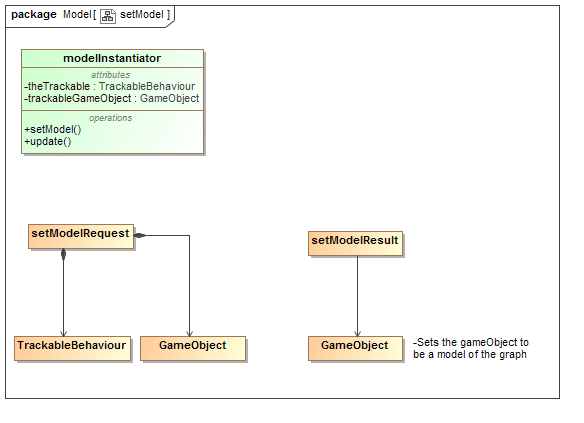 package Model [ setModel ]
modelInstantiator
attributes
-theTrackable : TrackableBehaviour
-trackableGameObject : GameObject
operations
+setModel()
+update()
setModelRequest
setModelResult
TrackableBehaviour
GameObject
GameObject
-Sets the gameObject to
be a model of the graph